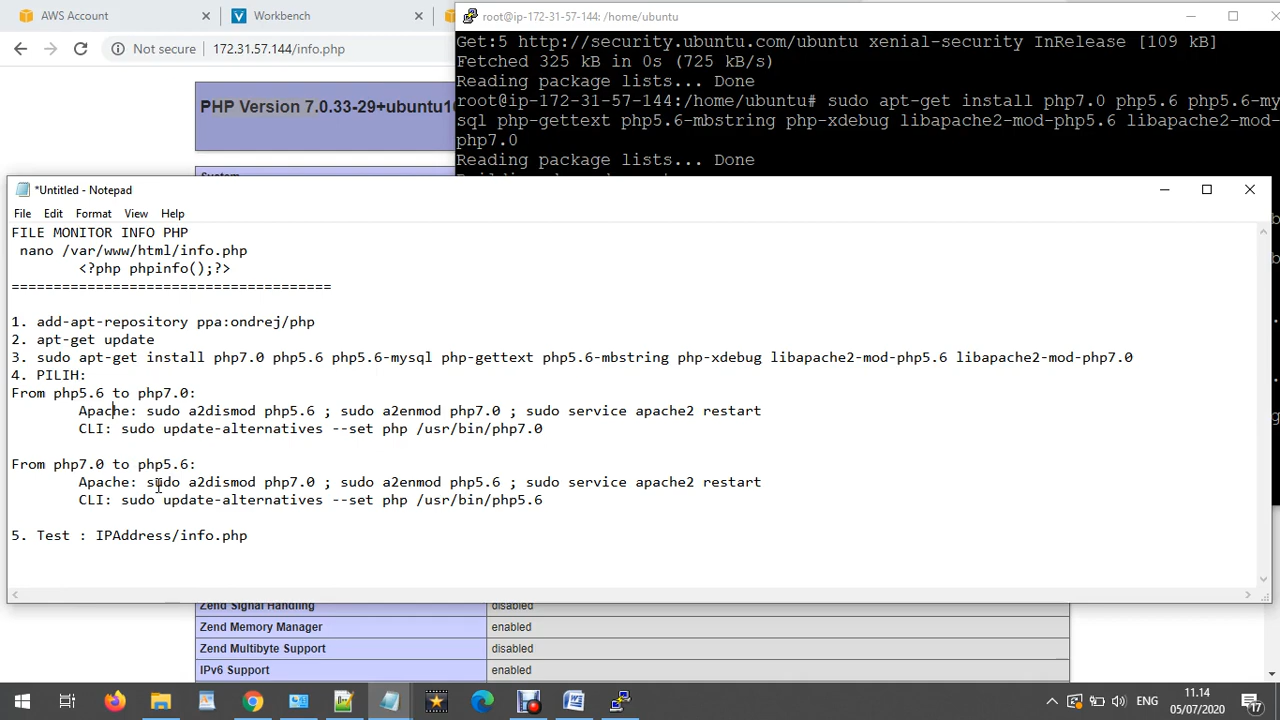 AWS Account
Workbench
root@ip-172-31-57-144: /home/ubuntu
Not secure
172.31.57.144/info.php
Get:5 http://security.ubuntu.com/ubuntu xenial-security InRelease [109 kB]
Fetched 325 kB in 0s (725 kB/s)
Reading package lists... Done
PHP Version 7.0.33-29+ubuntu1
root@ip-172-31-57-144:/home/ubuntu# sudo apt-get install php7.0 php5.6 php5.6-my
sql php-gettext php5.6-mbstring php-xdebug libapache2-mod-php5.6 libapache2-mod-
php7.0
Reading package lists... Done
*Untitled - Notepad
File Edit Format View Help
FILE MONITOR INFO PHP
nano /var/www/html/info.php
<?php phpinfo();?>
======================================
1. add-apt-repository ppa:ondrej/php
2. apt-get update
3. sudo apt-get install php7.0 php5.6 php5.6-mysql php-gettext php5.6-mbstring php-xdebug libapache2-mod-php5.6 libapache2-mod-php7.0
4. PILIH:
From php5.6 to php7.0:
Apache: sudo a2dismod php5.6 ; sudo a2enmod php7.0 ; sudo service apache2 restart
CLI: sudo update-alternatives --set php /usr/bin/php7.0
From php7.0 to php5.6:
Apache: sudo a2dismod php7.0 ; sudo a2enmod php5.6 ; sudo service apache2 restart
CLI: sudo update-alternatives --set php /usr/bin/php5.6
5. Test : IPAddress/info.php
Zend Signal Handling disabled
Zend Memory Manager enabled
Zend Multibyte Support disabled
IPv6 Support enabled
ENG
11.14
05/07/2020
17